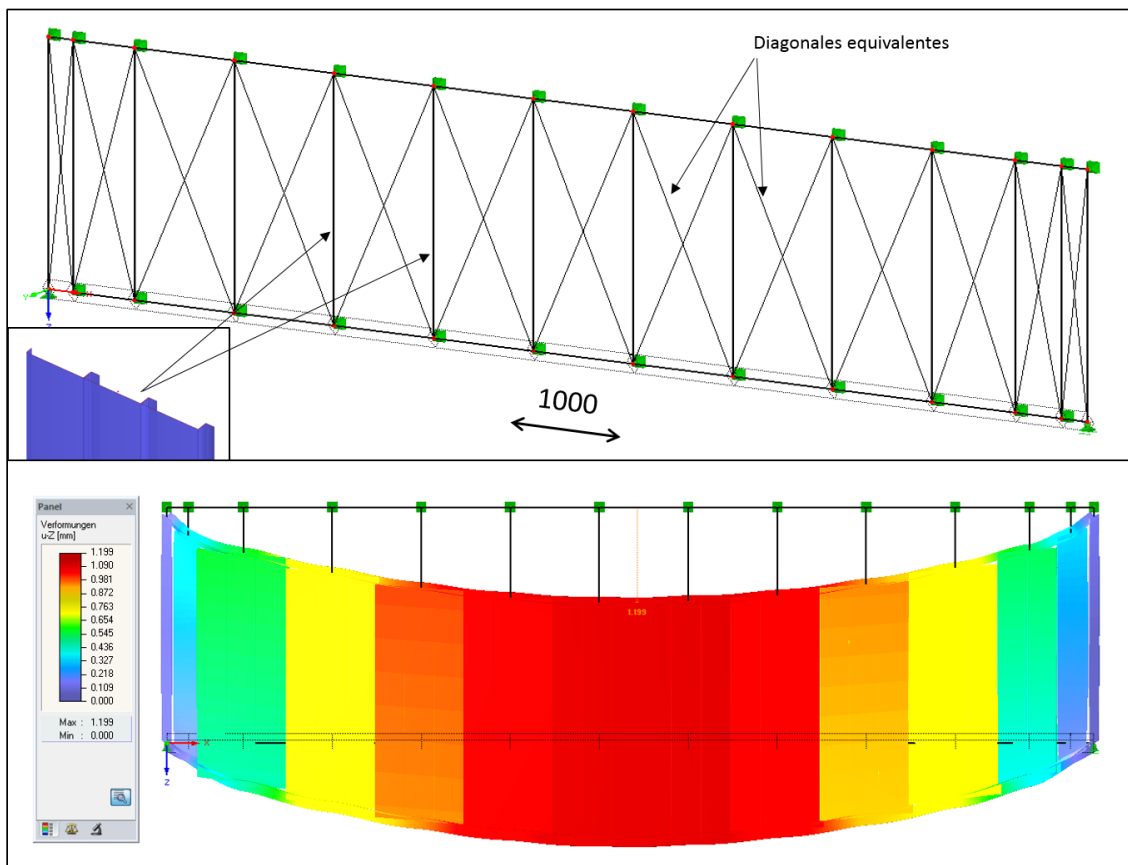 Diagonales equivalentes
Y
Z
1000
Panel
Verformungen
u-Z [mm]
1.199
1.090
0.981
0.872
0.763
0.654
0.545
0.436
0.327
0.218
0.109
0.000
Max : 1.199
Min : 0.000
1.199
X
Z